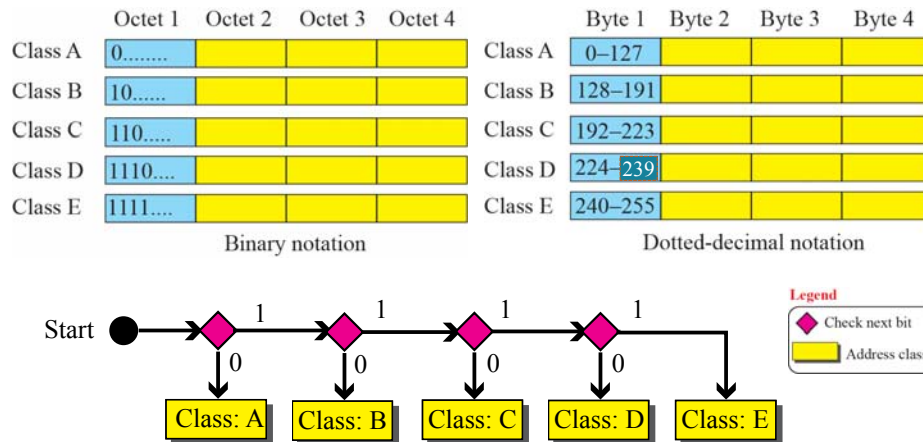 Octet 1 Octet 2 Octet 3 Octet 4
Class A 0........
Class B 10......
Class C 110.....
Class D 1110....
Class E 1111....
Binary notation
Byte 1 Byte 2 Byte 3 Byte 4
Class A 0–127
Class B 128–191
Class C 192–223
Class D 224–239
Class E 240–255
Dotted-decimal notation
Start 1 1 1 1
0 0 0 0
Class: A Class: B Class: C Class: D Class: E
Legend
Check next bit
Address class